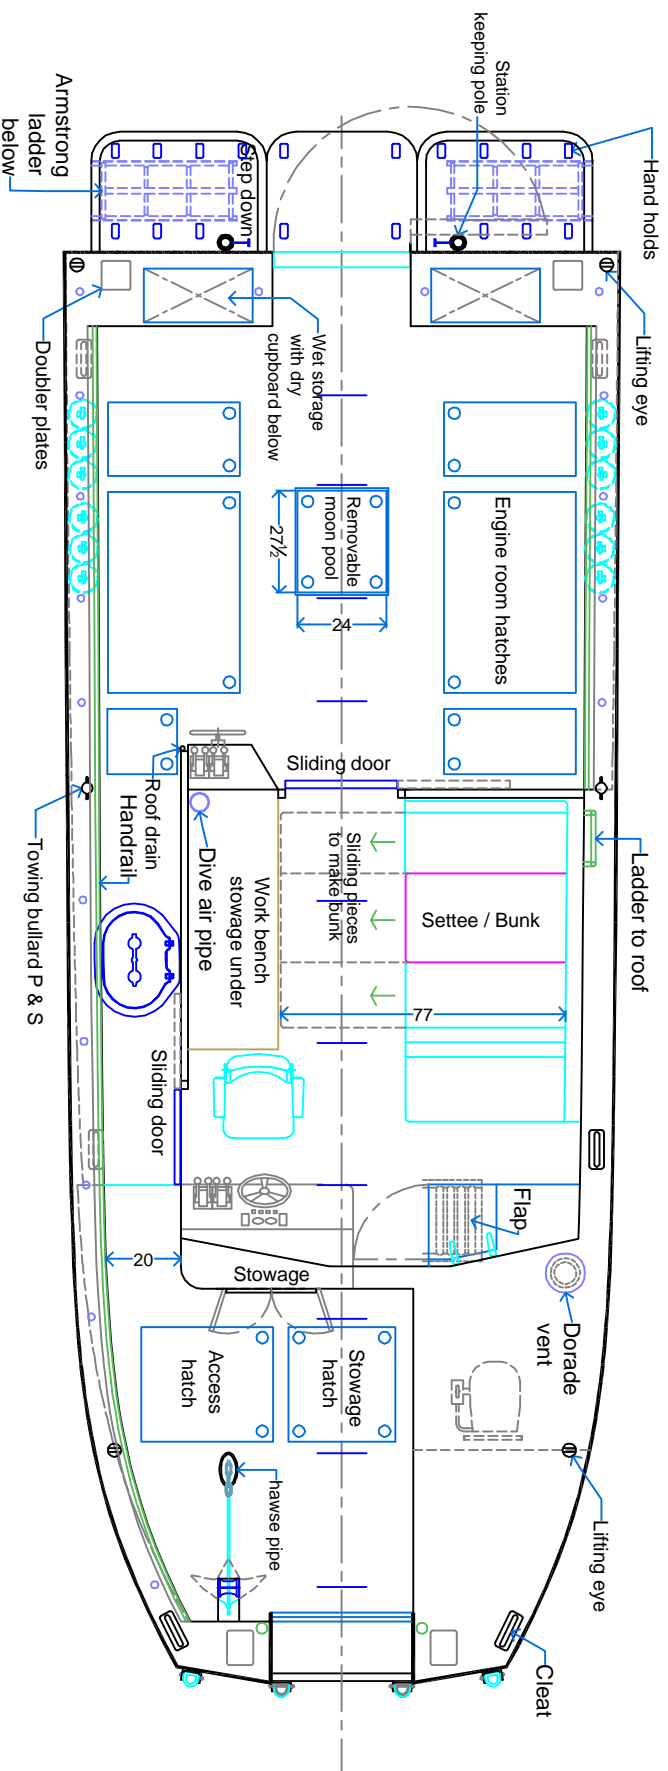 Station
keeping pole
Hand holds
Armstrong
ladder
below
Step down
Lifting eye
Doubler plates
Wet storage
with dry
cupboard below
Engine room hatches
Removable
moon pool
27½
24
Sliding door
Roof drain
Handrail
Towing bullard P & S
Dive air pipe
Work bench
stowage under
Sliding pieces
to make bunk
Settee / Bunk
Ladder to roof
77
Sliding door
Flap
20
Stowage
Dorade
vent
Access
hatch
Stowage
hatch
hawse pipe
Lifting eye
Cleat